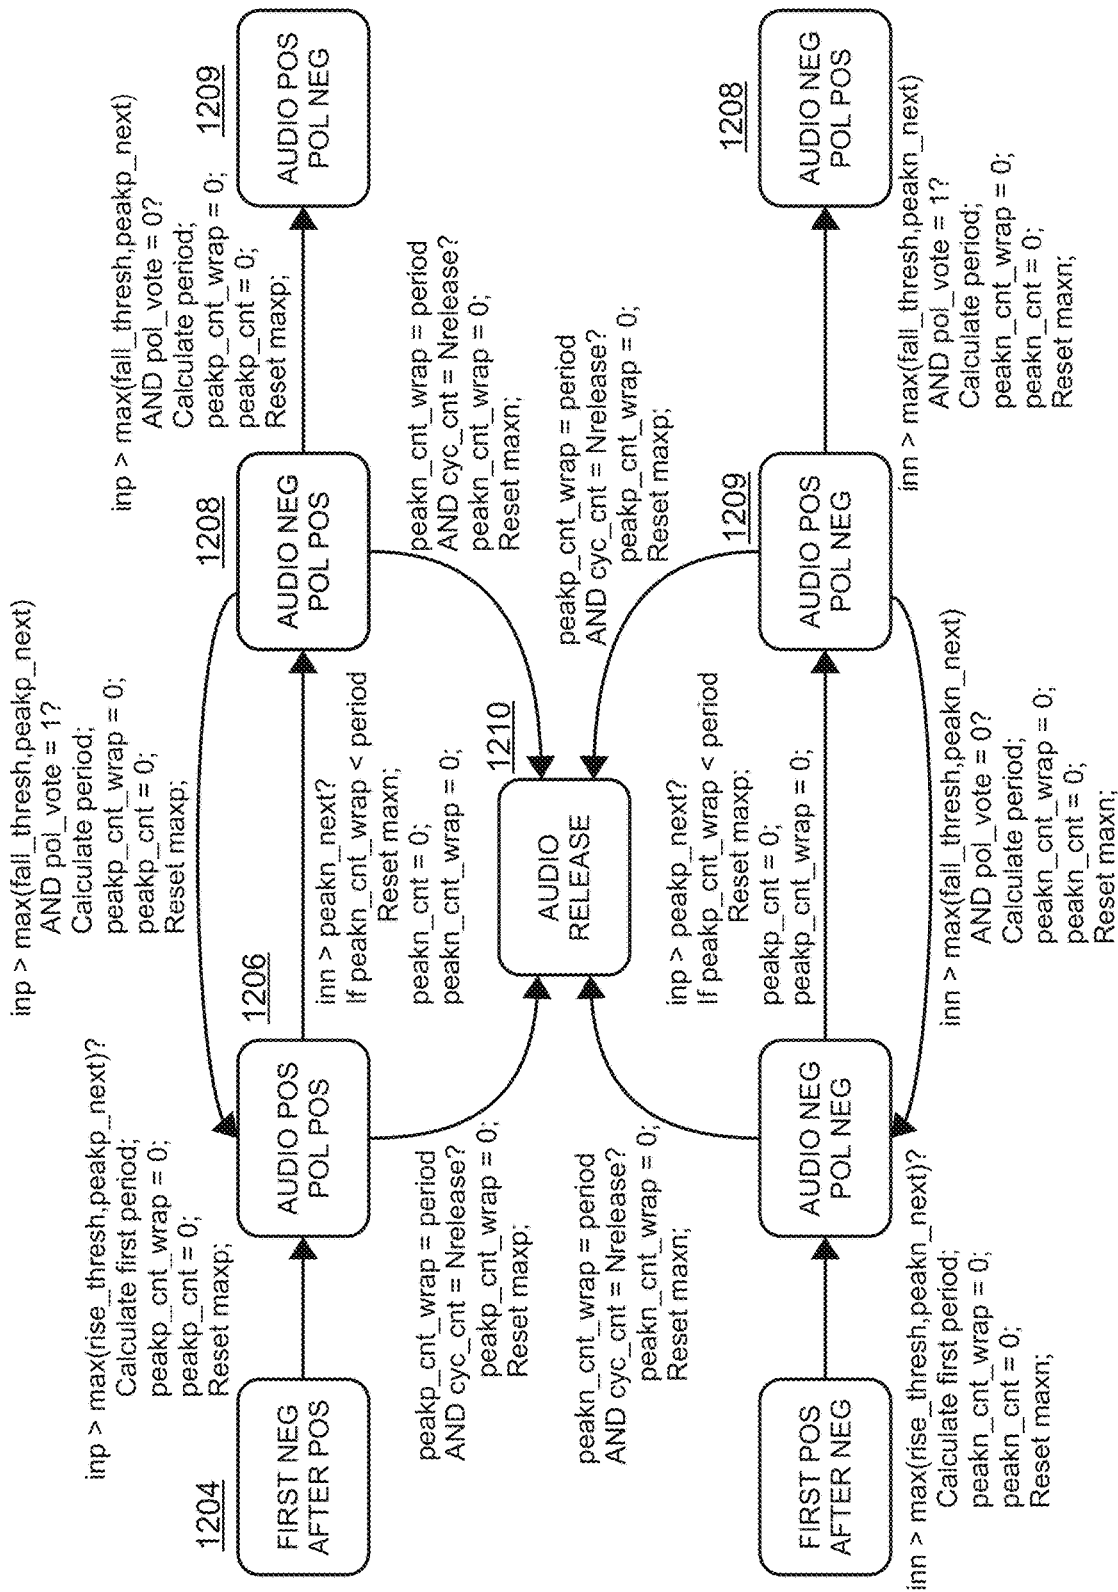 inp > max(rise_thresh,peakp_next)?
Calculate first period;
peakp_cnt_wrap = 0;
peakp_cnt = 0;
Reset maxp;
inp > max(fall_thresh,peakp_next)
AND pol_vote = 1?
Calculate period;
peakp_cnt_wrap = 0;
peakp_cnt = 0;
Reset maxp;
inp > max(fall_thresh,peakp_next)
AND pol_vote = 0?
Calculate period;
peakp_cnt_wrap = 0;
peakp_cnt = 0;
Reset maxp;
1204
FIRST NEG
AFTER POS
1206
AUDIO POS
POL POS
1208
AUDIO NEG
POL POS
1209
AUDIO POS
POL NEG
inn > peakn_next?
If peakn_cnt_wrap < period
Reset maxn;
peakn_cnt = 0;
peakn_cnt_wrap = 0;
peakp_cnt_wrap = period
AND cyc_cnt = Nrelease?
peakp_cnt_wrap = 0;
Reset maxp;
peakn_cnt_wrap = period
AND cyc_cnt = Nrelease?
peakn_cnt_wrap = 0;
Reset maxn;
1210
AUDIO
RELEASE
peakn_cnt_wrap = period
AND cyc_cnt = Nrelease?
peakn_cnt_wrap = 0;
Reset maxn;
peakp_cnt_wrap = period
AND cyc_cnt = Nrelease?
peakp_cnt_wrap = 0;
Reset maxp;
inp > peakp_next?
If peakp_cnt_wrap < period
Reset maxp;
peakp_cnt = 0;
peakp_cnt_wrap = 0;
FIRST POS
AFTER NEG
AUDIO NEG
POL NEG
1209
AUDIO POS
POL NEG
1208
AUDIO NEG
POL POS
inn > max(rise_thresh,peakn_next)?
Calculate first period;
peakn_cnt_wrap = 0;
peakn_cnt = 0;
Reset maxn;
inn > max(fall_thresh,peakn_next)
AND pol_vote = 0?
Calculate period;
peakn_cnt_wrap = 0;
peakn_cnt = 0;
Reset maxn;
inn > max(fall_thresh,peakn_next)
AND pol_vote = 1?
Calculate period;
peakn_cnt_wrap = 0;
peakn_cnt = 0;
Reset maxn;